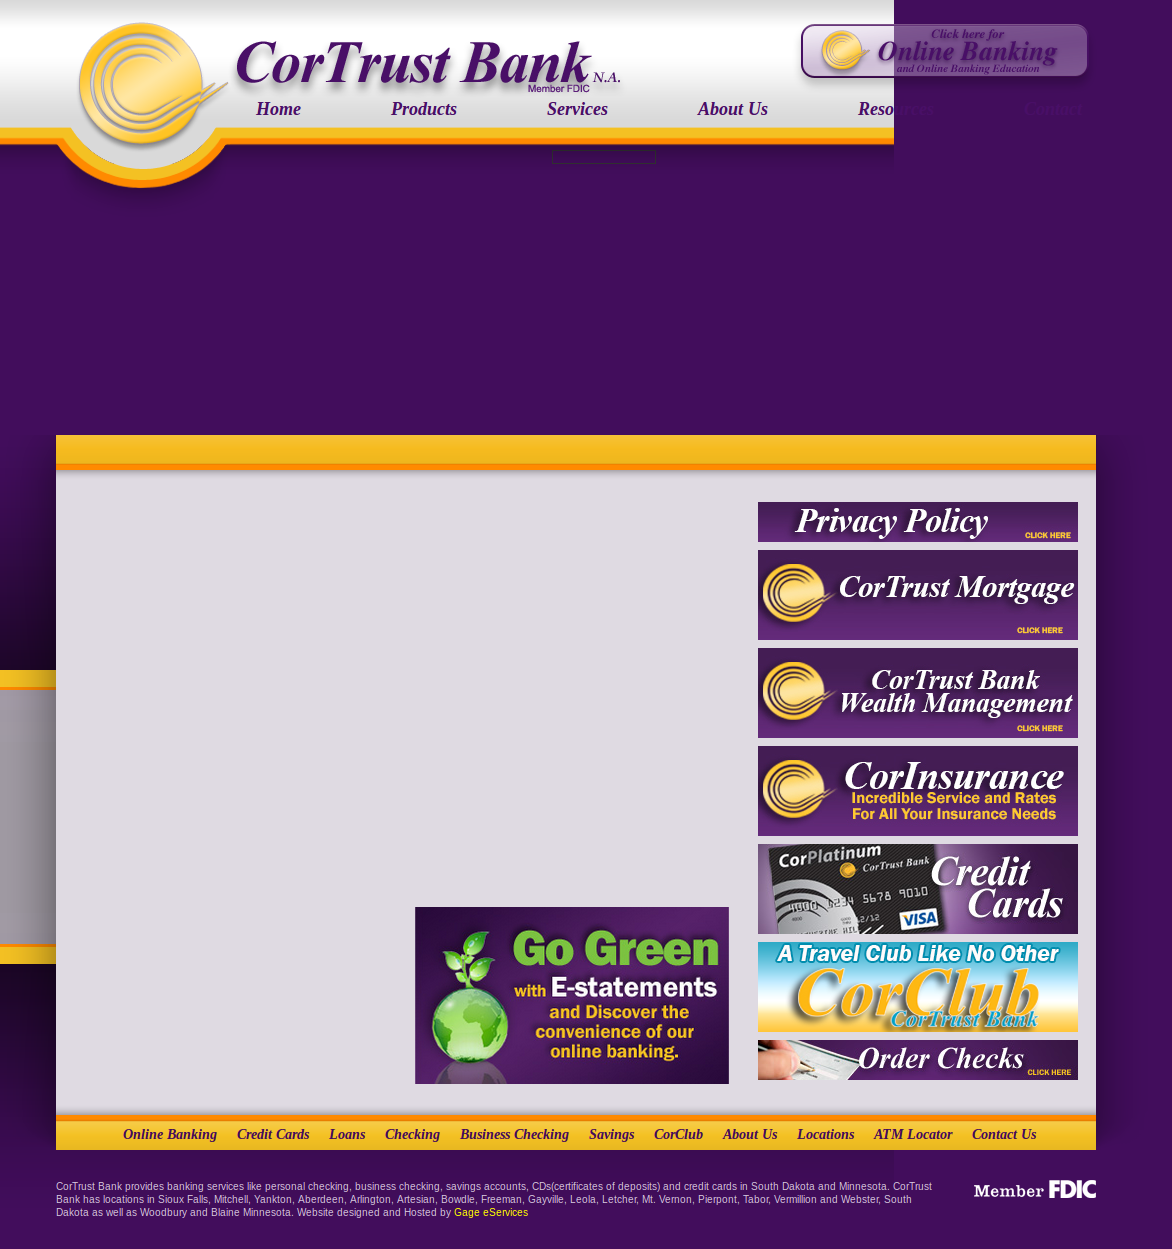 CorTrust Bank N.A.
Member FDIC
Click here for
Online Banking
and Online Banking Education
Home Products Services About Us Resources Contact
Privacy Policy
CLICK HERE
CorTrust Mortgage
CLICK HERE
CorTrust Bank
Wealth Management
CLICK HERE
CorInsurance
Incredible Service and Rates
For All Your Insurance Needs
CorPlatinum
CorTrust Bank
4000 1234 5678 9010
12/12
VISA
Credit
Cards
A Travel Club Like No Other
CorClub
CorTrust Bank
Order Checks
CLICK HERE
Go Green
with E-statements
and Discover the
convenience of our
online banking.
Online Banking Credit Cards Loans Checking Business Checking Savings CorClub About Us Locations ATM Locator Contact Us
CorTrust Bank provides banking services like personal checking, business checking, savings accounts, CDs(certificates of deposits) and credit cards in South Dakota and Minnesota. CorTrust
Bank has locations in Sioux Falls, Mitchell, Yankton, Aberdeen, Arlington, Artesian, Bowdle, Freeman, Gayville, Leola, Letcher, Mt. Vernon, Pierpont, Tabor, Vermillion and Webster, South
Dakota as well as Woodbury and Blaine Minnesota. Website designed and Hosted by Gage eServices
Member FDIC